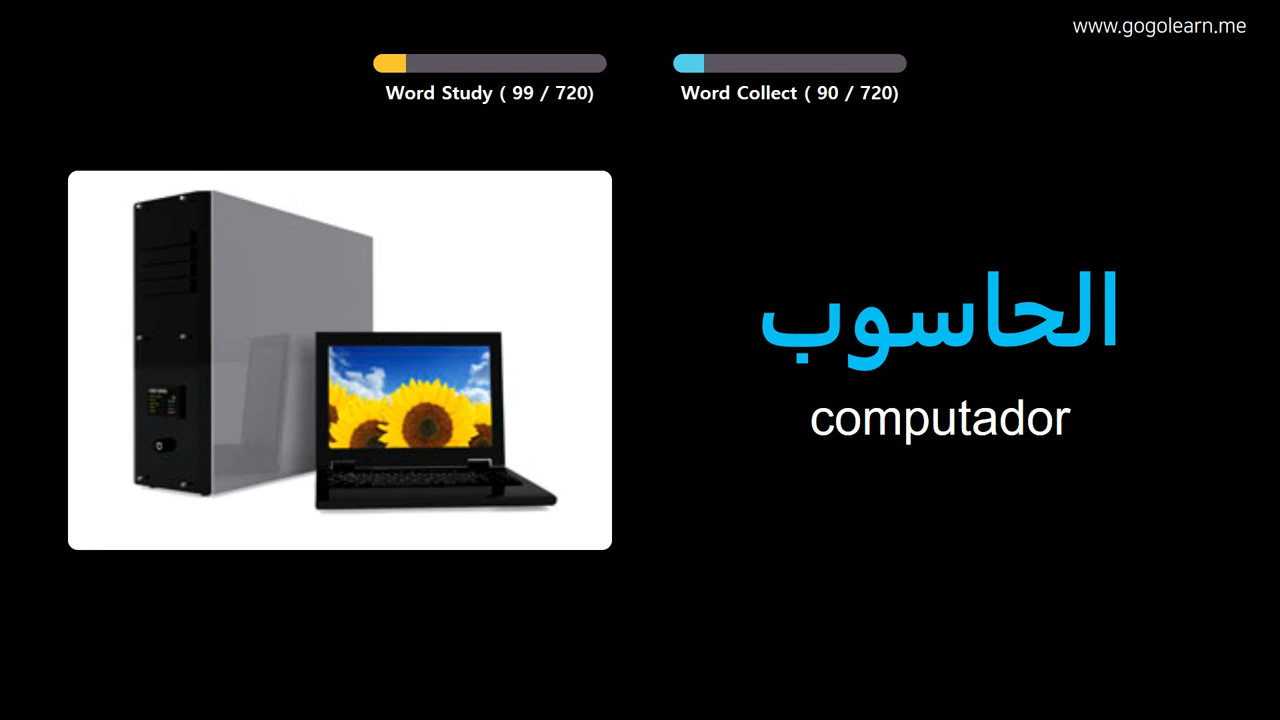 www.gogolearn.me
Word Study ( 99 / 720)
Word Collect ( 90 / 720)
الحاسوب
computador